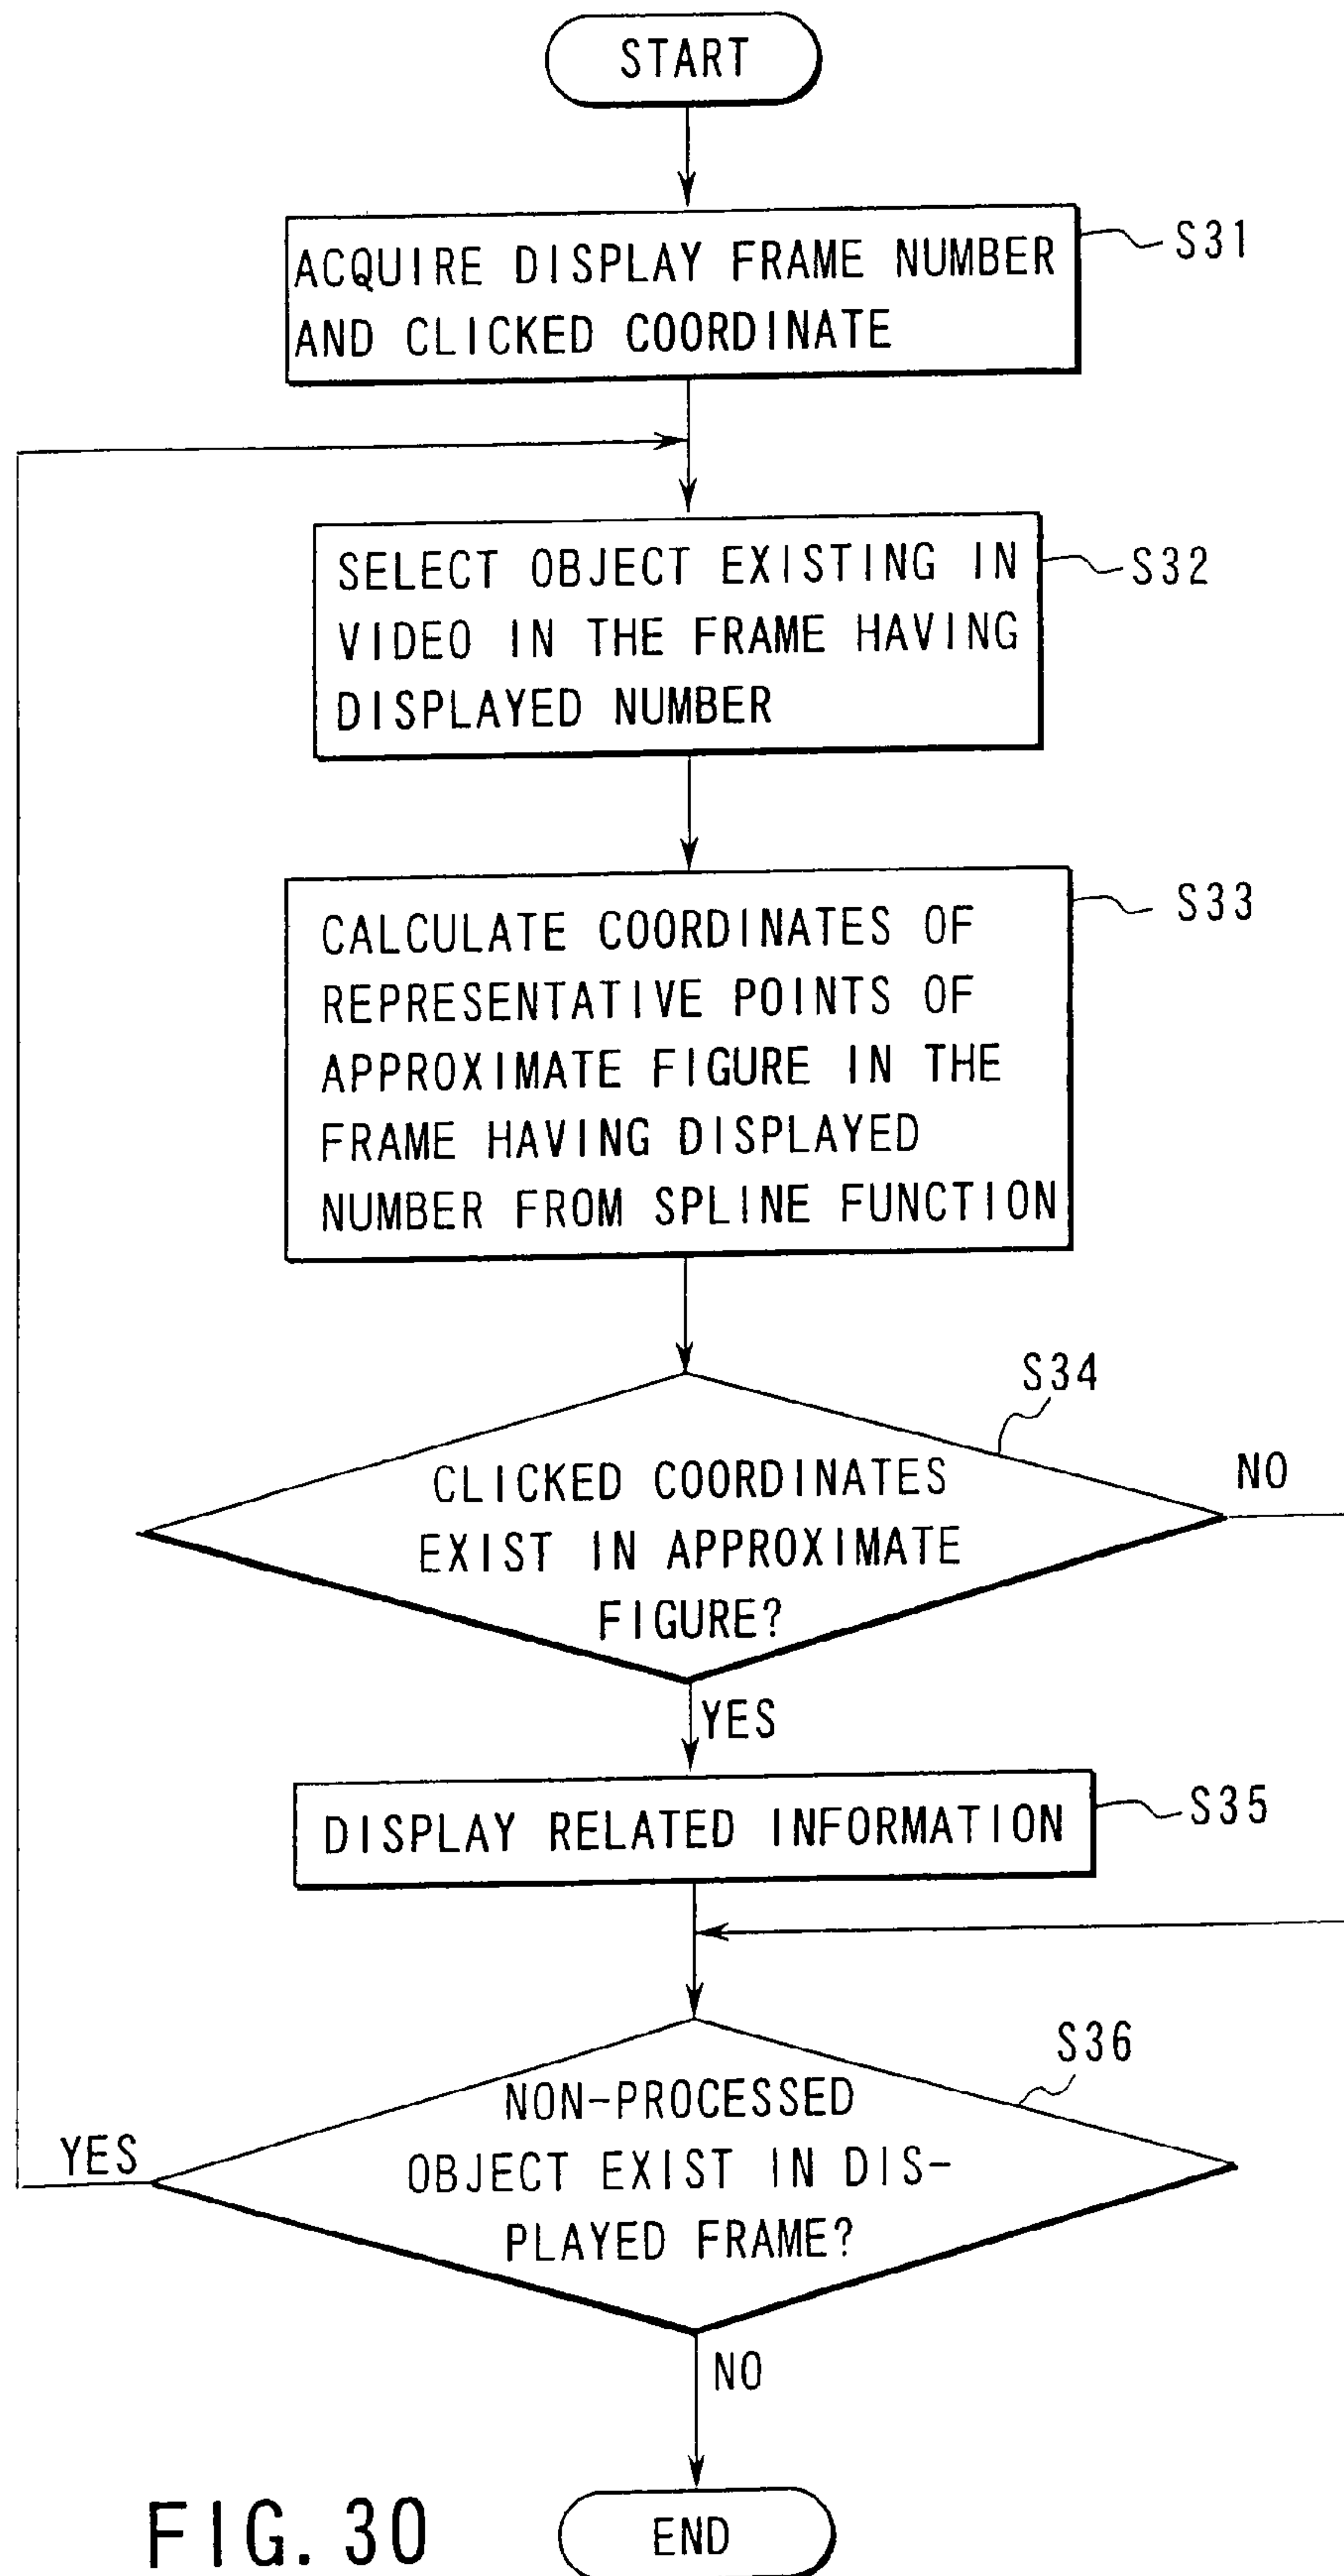 START
ACQUIRE DISPLAY FRAME NUMBER
AND CLICKED COORDINATE
S31
SELECT OBJECT EXISTING IN
VIDEO IN THE FRAME HAVING
DISPLAYED NUMBER
S32
CALCULATE COORDINATES OF
REPRESENTATIVE POINTS OF
APPROXIMATE FIGURE IN THE
FRAME HAVING DISPLAYED
NUMBER FROM SPLINE FUNCTION
S33
S34
CLICKED COORDINATES
EXIST IN APPROXIMATE
FIGURE?
NO
YES
DISPLAY RELATED INFORMATION
S35
S36
NON-PROCESSED
OBJECT EXIST IN DIS-
PLAYED FRAME?
YES
NO
END
FIG. 30